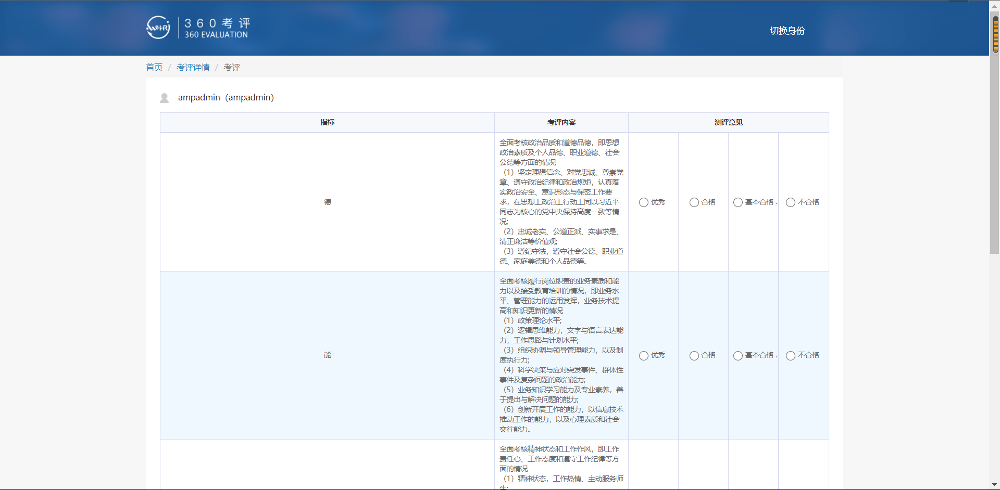 W&HR
360考评
360 EVALUATION
切换身份
首页 / 考评详情 / 考评
ampadmin（ampadmin）
指标 考评内容 测评意见
德
全面考核政治品质和道德品德，即思想
政治素质及个人品德、职业道德、社会
公德等方面的情况
（1）坚定理想信念、对党忠诚、尊崇党
章、遵守政治纪律和政治规矩，认真落
实政治安全、意识形态与保密工作要
求，在思想上政治上行动上同以习近平
同志为核心的党中央保持高度一致等情
况;
（2）忠诚老实、公道正派、实事求是、
清正廉洁等价值观;
（3）遵纪守法，遵守社会公德、职业道
德、家庭美德和个人品德等。
优秀 合格 基本合格 . 不合格
能
全面考核履行岗位职责的业务素质和能
力以及接受教育培训的情况，即业务水
平、管理能力的运用发挥，业务技术提
高和知识更新的情况
（1）政策理论水平;
（2）逻辑思维能力，文字与语言表达能
力，工作思路与计划水平;
（3）组织协调与领导管理能力，以及制
度执行力;
（4）科学决策与应对突发事件、群体性
事件及复杂问题的政治能力;
（5）业务知识学习能力及专业素养，善
于提出与解决问题的能力;
（6）创新开展工作的能力，以信息技术
推动工作的能力，以及心理素质和社会
交往能力。
优秀 合格 基本合格 . 不合格
全面考核精神状态和工作作风，即工作
责任心、工作态度和遵守工作纪律等方
面的情况
（1）精神状态，工作热情、主动服务师
生;